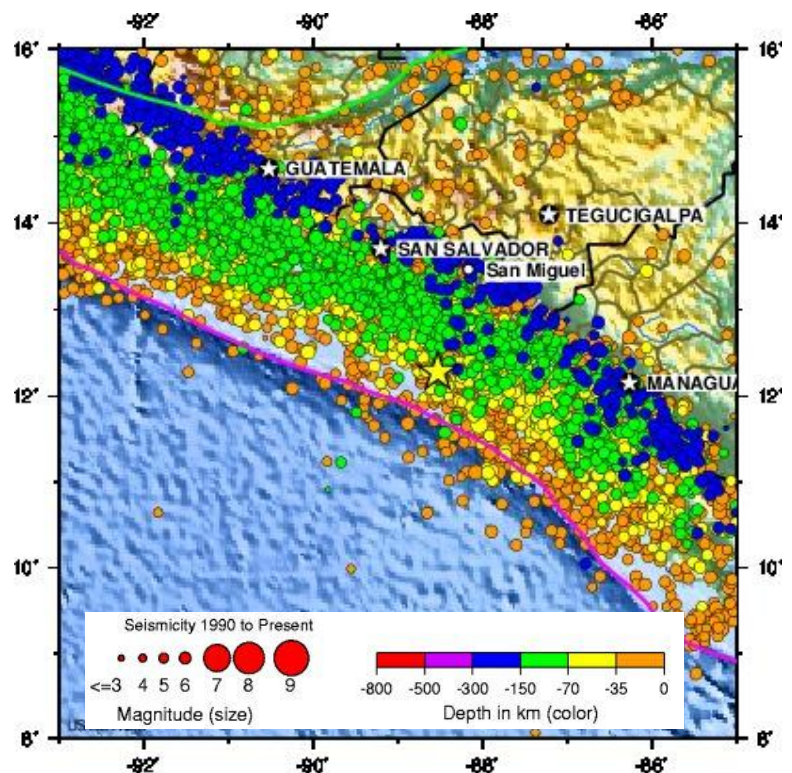 -92˚ -90˚ -88˚ -86˚
16˚ 16˚
GUATEMALA
14˚ 14˚
TEGUCIGALPA
SAN SALVADOR
San Miguel
12˚ MANAGUA 12˚
10˚ 10˚
Seismicity 1990 to Present
<=3 4 5 6 7 8 9
Magnitude (size)
-800 -500 -300 -150 -70 -35 0
Depth in km (color)
8˚ 8˚
-92˚ -90˚ -88˚ -86˚